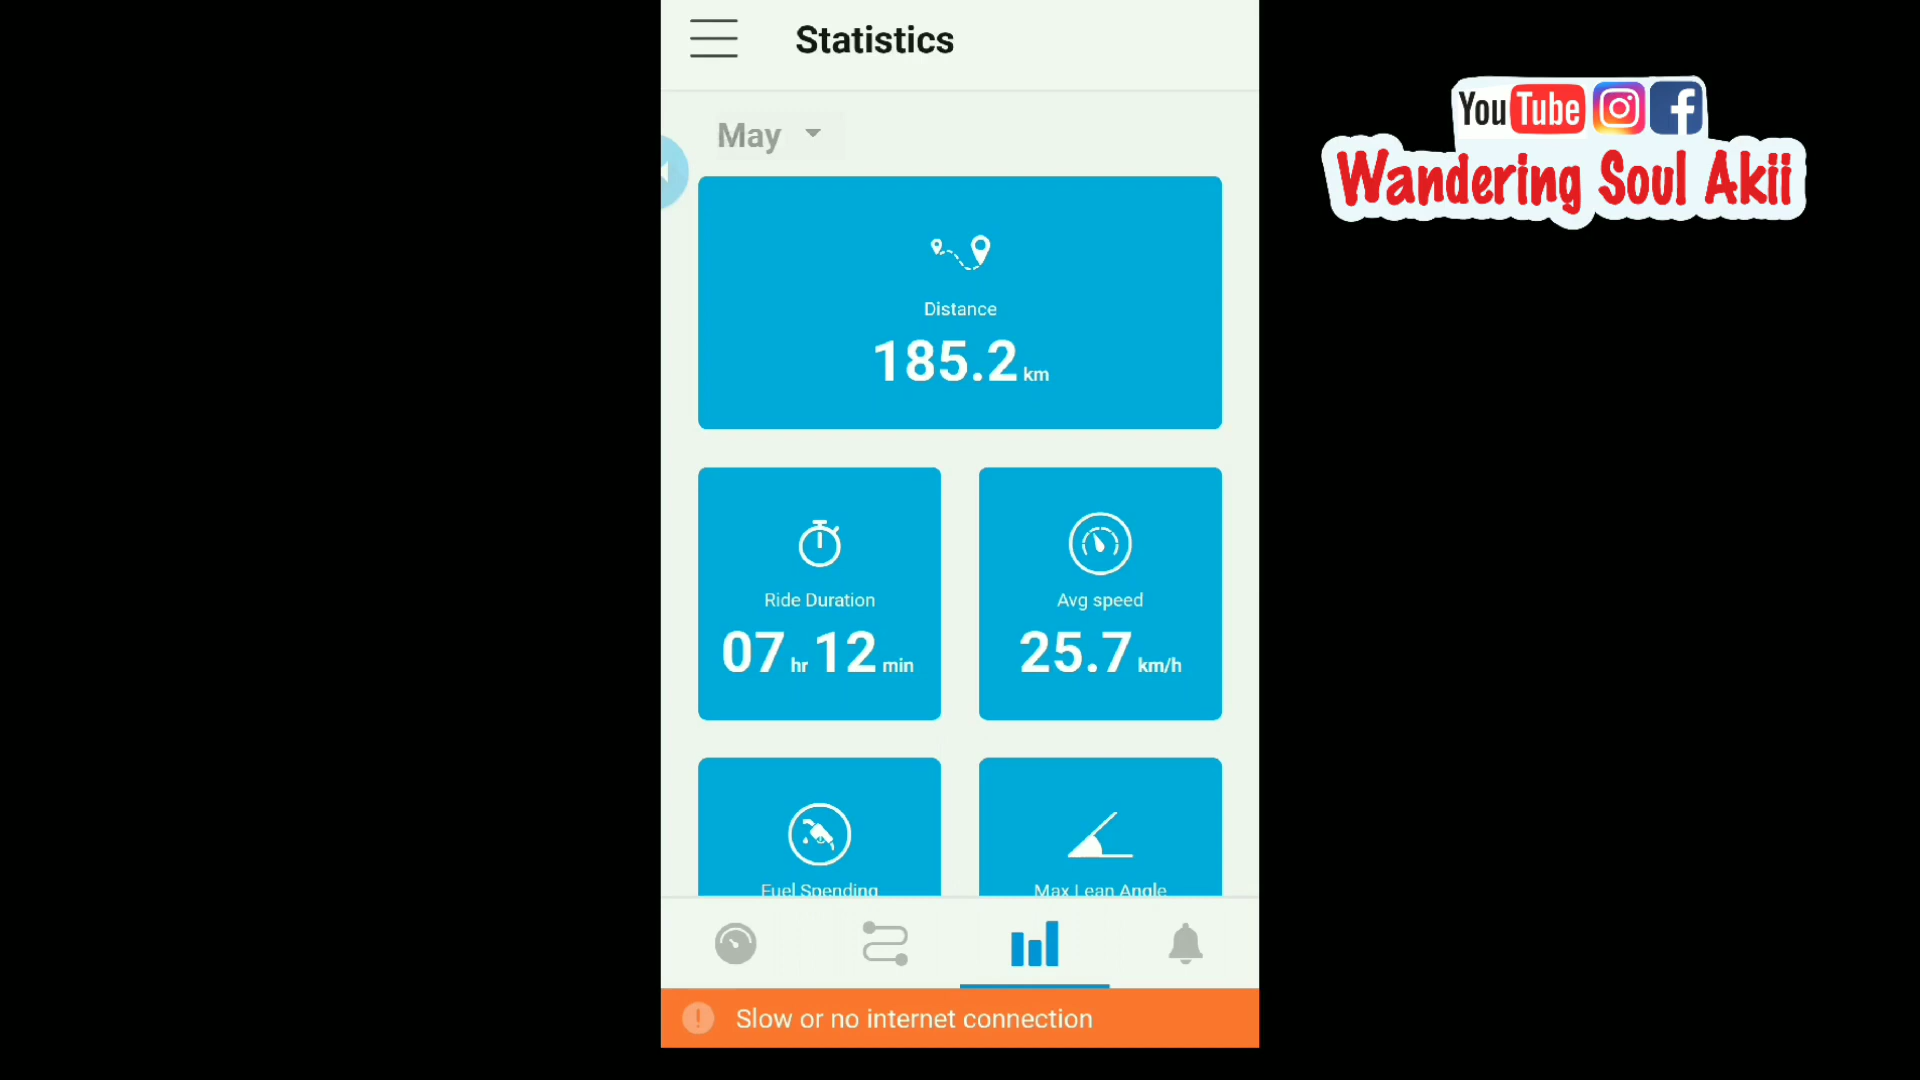 Statistics
May
Distance
185.2 km
Ride Duration
07 hr 12 min
Avg speed
25.7 km/h
Fuel Spending
Max Lean Angle
Slow or no internet connection
YouTube
Wandering Soul Akii